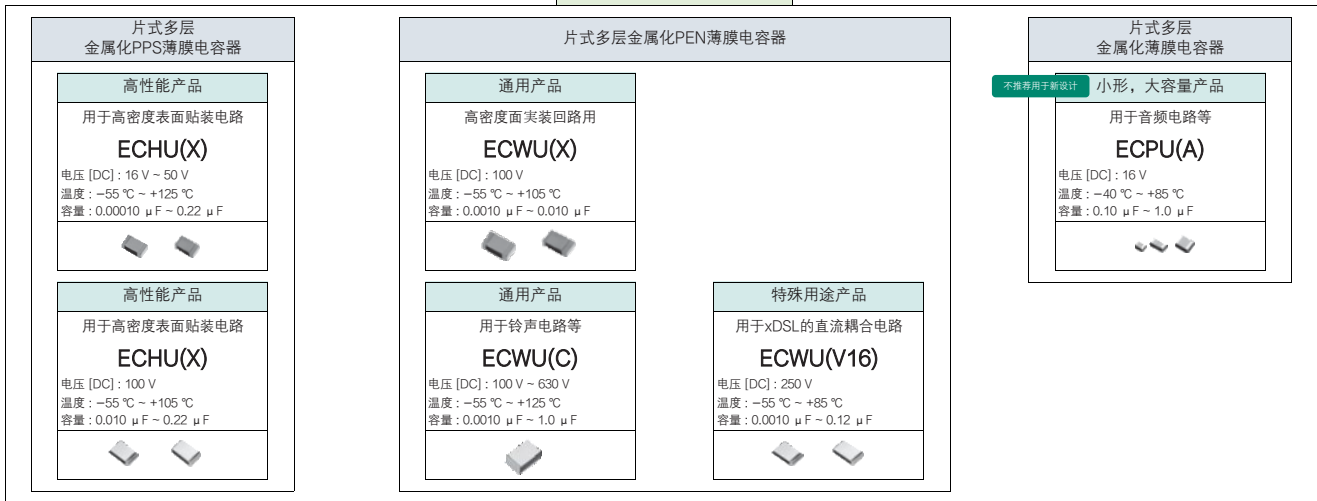 片式多层
金属化PPS薄膜电容器
高性能产品
用于高密度表面贴装电路
ECHU(X)
电压 [DC] : 16 V ~ 50 V
温度 : −55 ℃ ~ +125 ℃
容量 : 0.00010 μF ~ 0.22 μF
高性能产品
用于高密度表面贴装电路
ECHU(X)
电压 [DC] : 100 V
温度 : −55 ℃ ~ +105 ℃
容量 : 0.010 μF ~ 0.22 μF
片式多层金属化PEN薄膜电容器
通用产品
高密度面実装回路用
ECWU(X)
电压 [DC] : 100 V
温度 : −55 ℃ ~ +105 ℃
容量 : 0.0010 μF ~ 0.010 μF
通用产品
用于铃声电路等
ECWU(C)
电压 [DC] : 100 V ~ 630 V
温度 : −55 ℃ ~ +125 ℃
容量 : 0.0010 μF ~ 1.0 μF
特殊用途产品
用于xDSL的直流耦合电路
ECWU(V16)
电压 [DC] : 250 V
温度 : −55 ℃ ~ +85 ℃
容量 : 0.0010 μF ~ 0.12 μF
片式多层
金属化薄膜电容器
不推荐用于新设计
小形，大容量产品
用于音频电路等
ECPU(A)
电压 [DC] : 16 V
温度 : −40 ℃ ~ +85 ℃
容量 : 0.10 μF ~ 1.0 μF